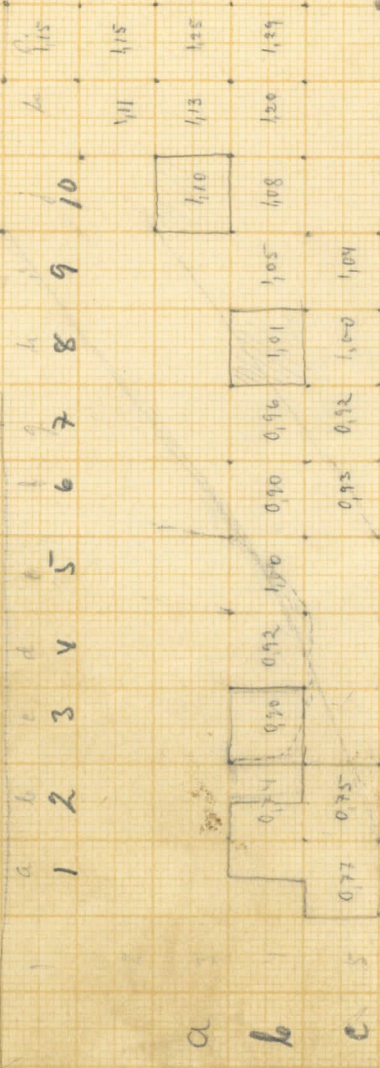 1 2 3 4 5 6 7 8 9 10
1,11 1,15
a 1,10 1,13 1,25
b 0,74 0,90 0,92 1,00 0,90 0,96 1,01 1,05 1,08 1,20 1,29
c 0,77 0,75 0,93 0,92 1,00 1,04